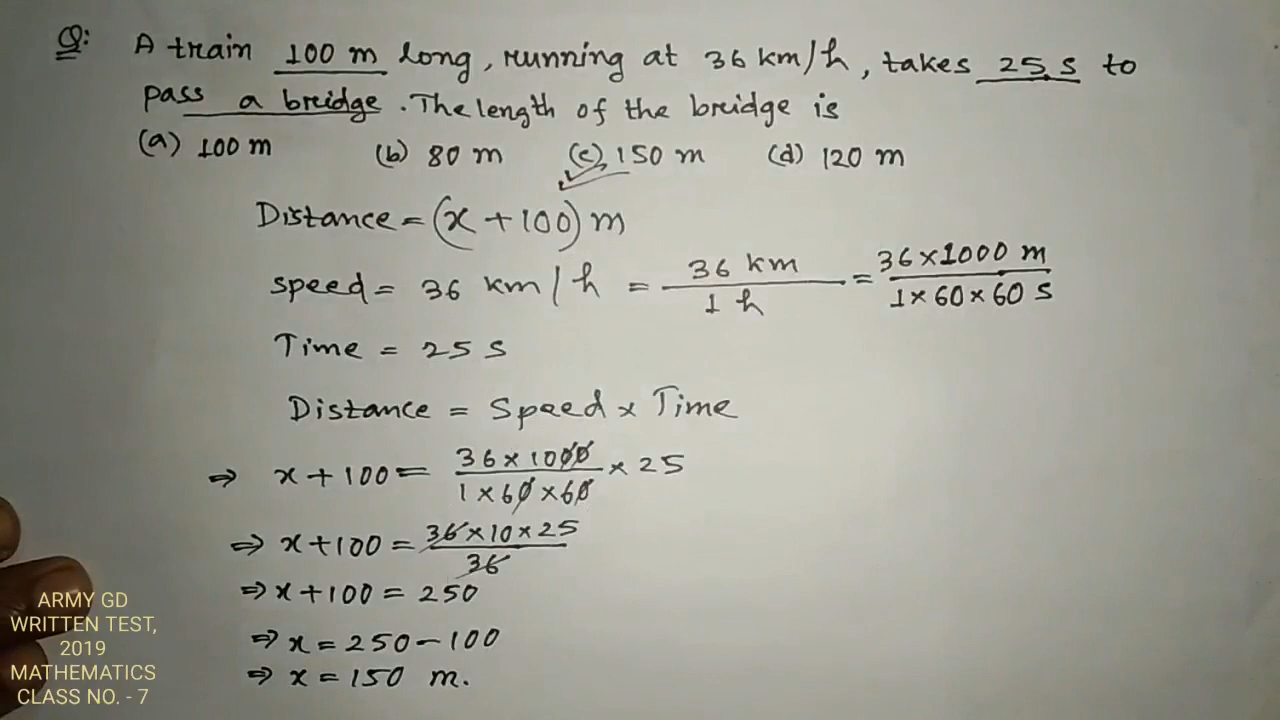 Q: A train 100 m long, running at 36 km/h, takes 25 s to
pass a bridge. The length of the bridge is
(a) 100 m (b) 80 m (c) 150 m (d) 120 m
Distance = (x + 100) m
speed = 36 km/h = 36 km / 1 h = 36 × 1000 m / 1 × 60 × 60 s
Time = 25 s
Distance = Speed × Time
⇒ x + 100 = 36 × 1000 / 1 × 60 × 60 × 25
⇒ x + 100 = 36 × 10 × 25 / 36
⇒ x + 100 = 250
⇒ x = 250 − 100
⇒ x = 150 m.
ARMY GD
WRITTEN TEST,
2019
MATHEMATICS
CLASS NO. - 7